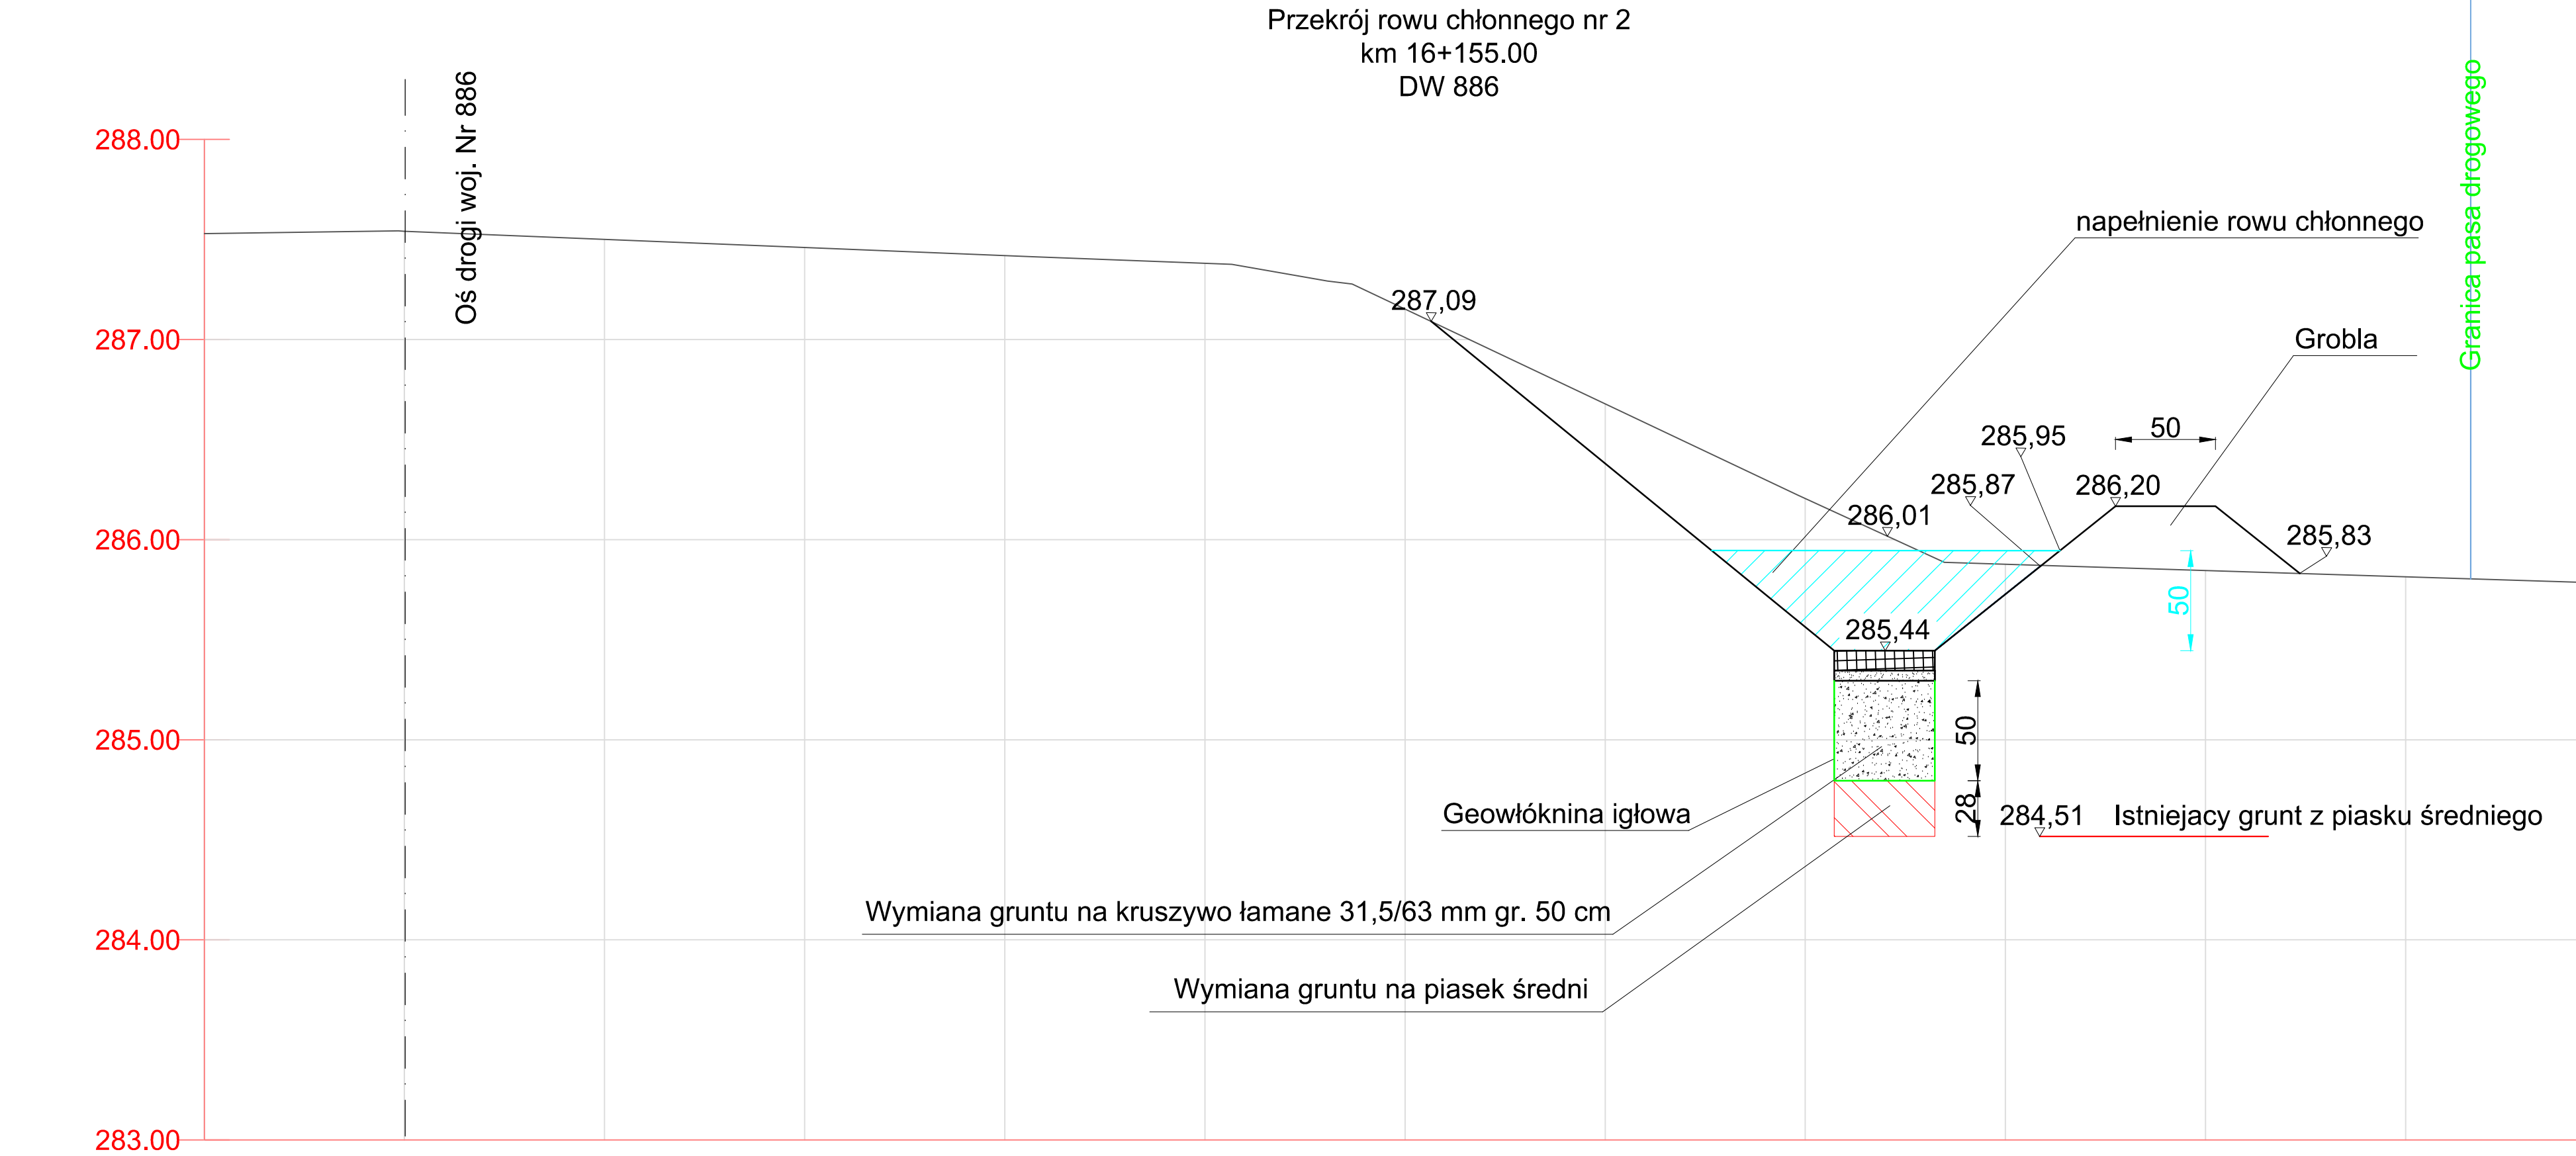 Przekrój rowu chłonnego nr 2
km 16+155.00
DW 886
Oś drogi woj. Nr 886
Granica pasa drogowego
288.00
napełnienie rowu chłonnego
287,09
287.00
Grobla
50
285,95
285,87
286,20
286,01
285,83
286.00
50
285,44
50
285.00
28
284,51
Istniejacy grunt z piasku średniego
Geowłóknina igłowa
Wymiana gruntu na kruszywo łamane 31,5/63 mm gr. 50 cm
284.00
Wymiana gruntu na piasek średni
283.00